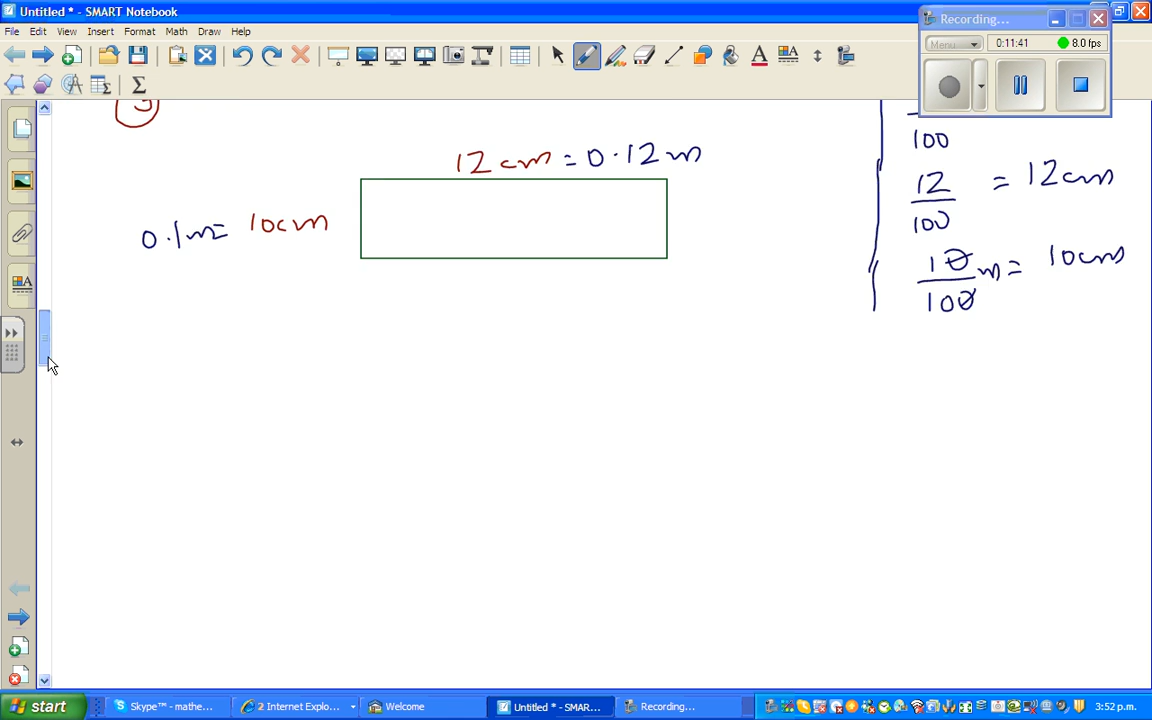 Untitled * - SMART Notebook
Recording...
File Edit View Insert Format Math Draw Help
Menu
0:11:41
8.0 fps
3
100
12 cm = 0.12 m
12
100
= 12cm
0.1m = 10cm
10
100
m = 10cm
start
Skype™ - mathe...
2 Internet Explo...
Welcome
Untitled * - SMAR...
Recording...
3:52 p.m.